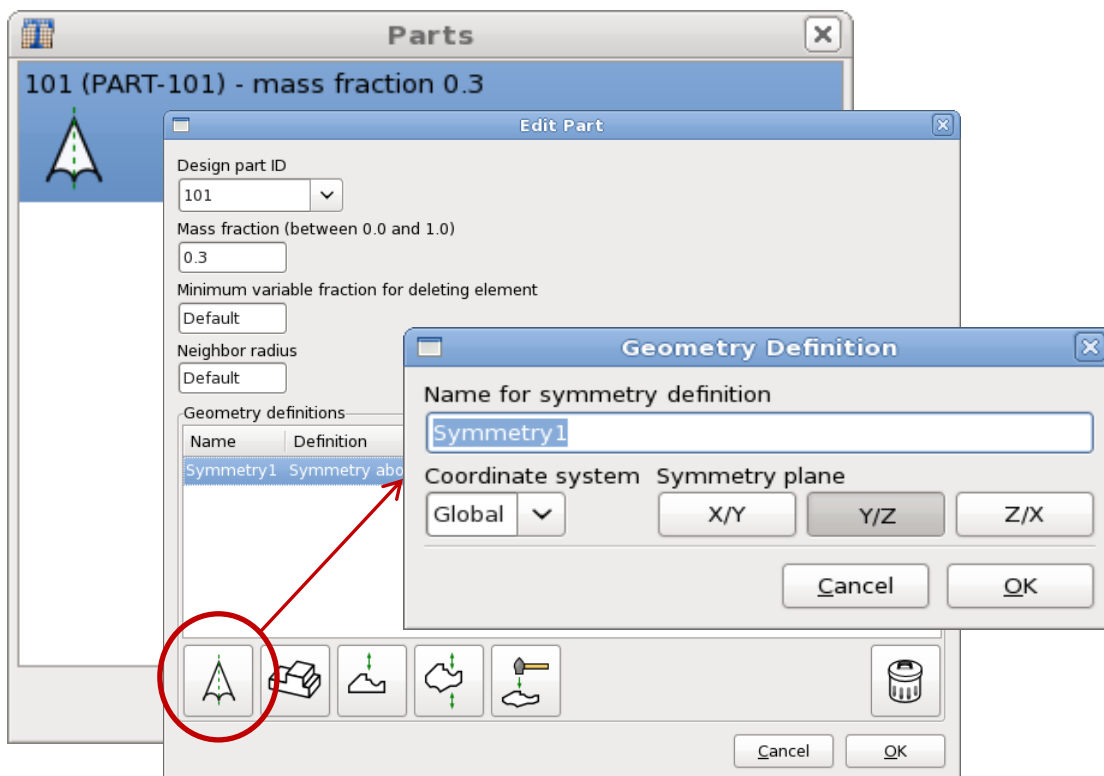 Parts
101 (PART-101) - mass fraction 0.3
Edit Part
Design part ID
101
Mass fraction (between 0.0 and 1.0)
0.3
Minimum variable fraction for deleting element
Default
Neighbor radius
Default
Geometry definitions
Name Definition
Symmetry1 Symmetry abo
Geometry Definition
Name for symmetry definition
Symmetry1
Coordinate system Symmetry plane
Global X/Y Y/Z Z/X
Cancel OK
Cancel OK